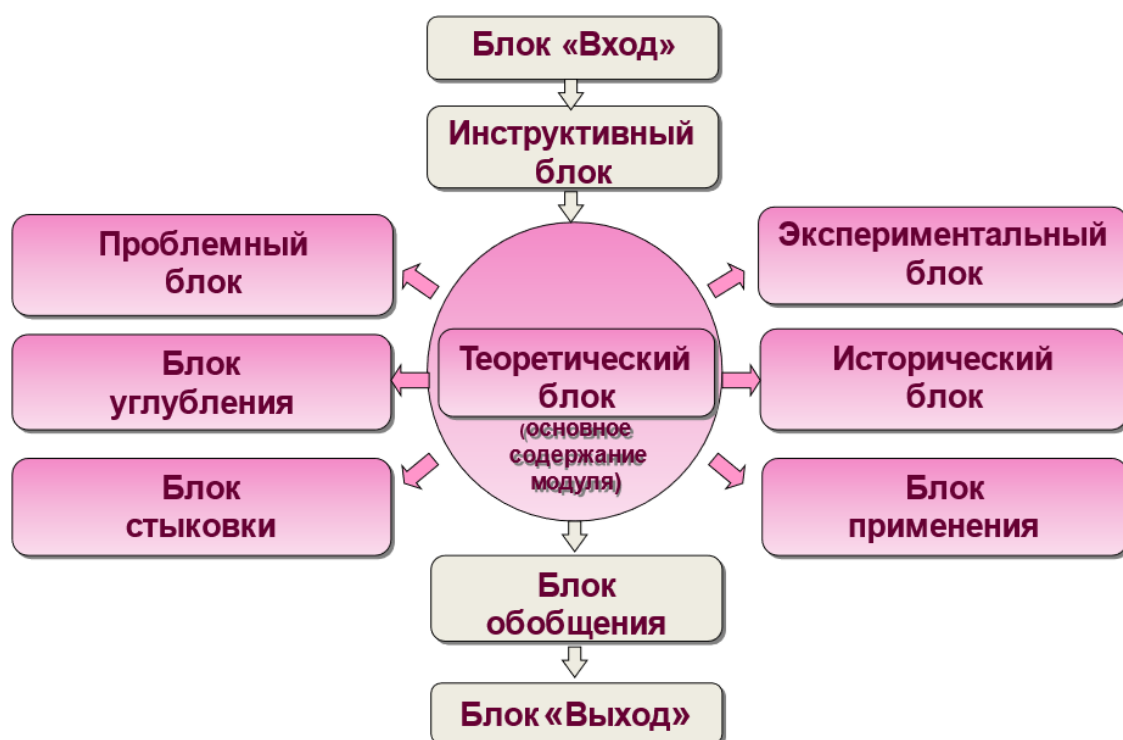 Блок «Вход»
Инструктивный
блок
Проблемный
блок
Экспериментальный
блок
Блок
углубления
Теоретический
блок
(основное
содержание
модуля)
Исторический
блок
Блок
стыковки
Блок
применения
Блок
обобщения
Блок «Выход»